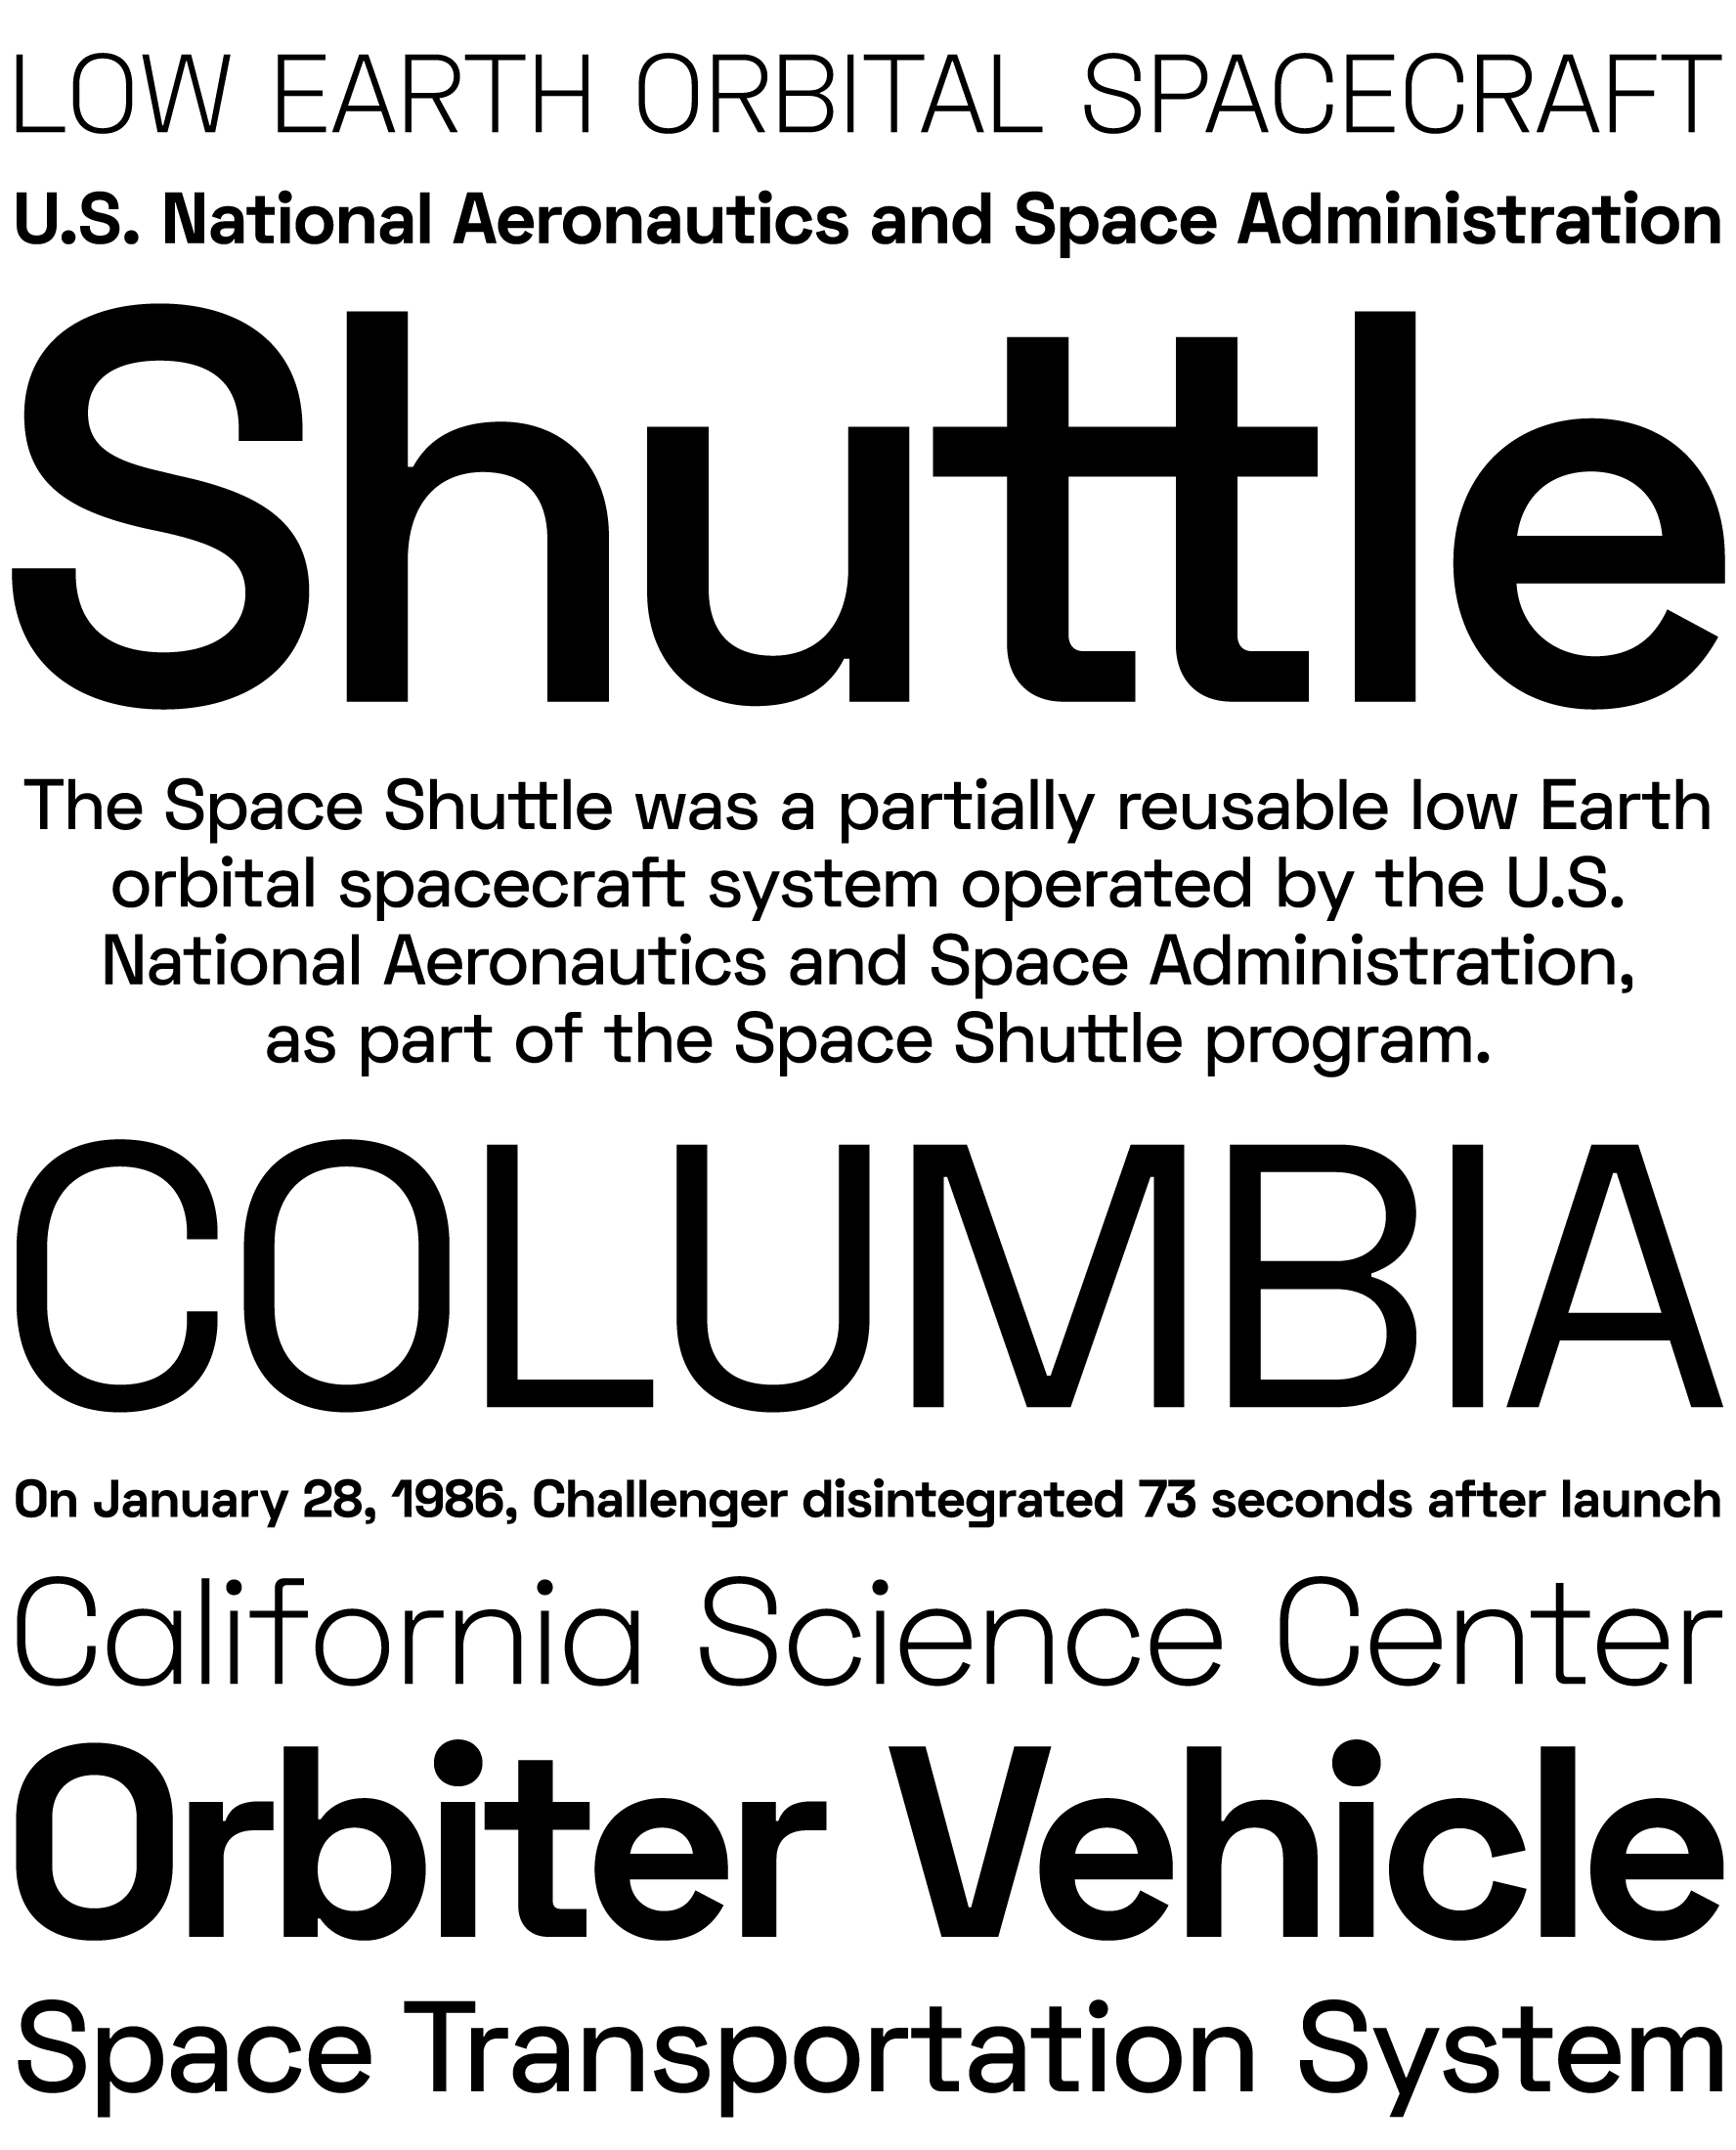 LOW EARTH ORBITAL SPACECRAFT
U.S. National Aeronautics and Space Administration
Shuttle
The Space Shuttle was a partially reusable low Earth
orbital spacecraft system operated by the U.S.
National Aeronautics and Space Administration,
as part of the Space Shuttle program.
COLUMBIA
On January 28, 1986, Challenger disintegrated 73 seconds after launch
California Science Center
Orbiter Vehicle
Space Transportation System